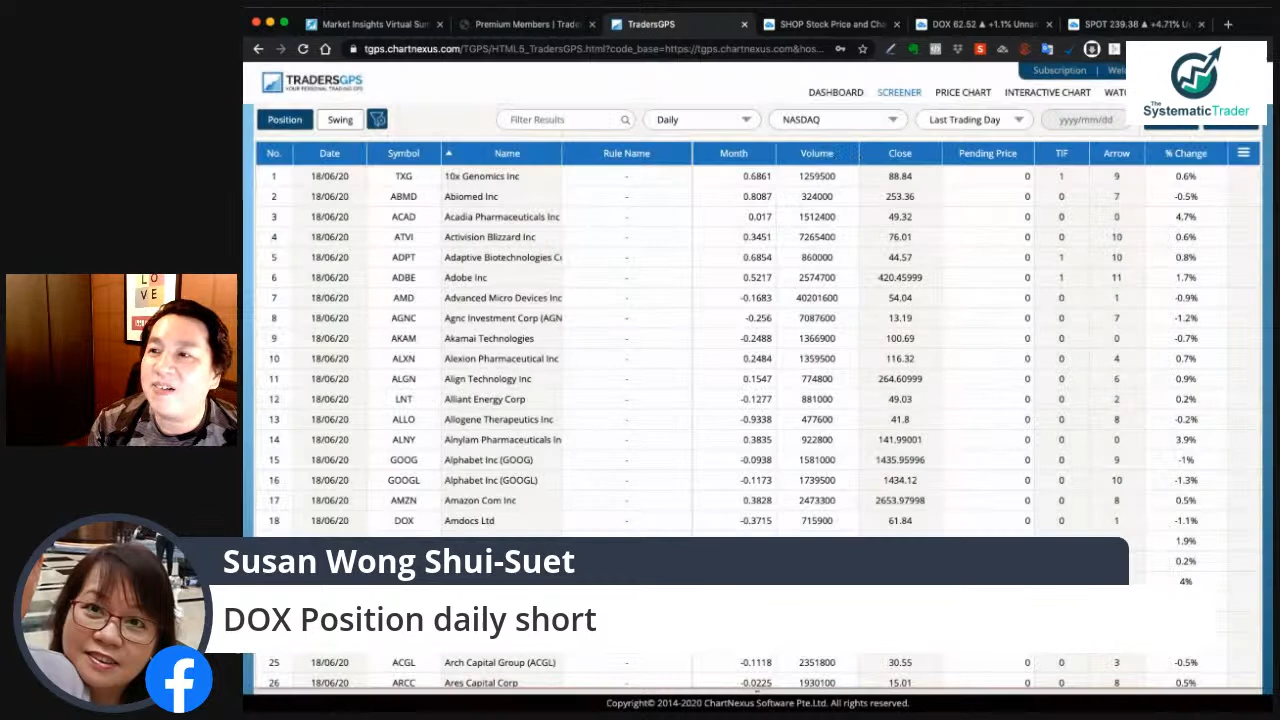 Market Insights Virtual Sum
Premium Members | Trade
TradersGPS
SHOP Stock Price and Cha
DOX 62.52 ▲ +1.1% Unna
SPOT 239.38 ▲ +4.71% U
tgps.chartnexus.com/TGPS/HTML5_TradersGPS.html?code_base=https://tgps.chartnexus.com&hos...
TRADERSGPS
YOUR PERSONAL TRADING GPS
Subscription | Wel
DASHBOARD SCREENER PRICE CHART INTERACTIVE CHART WATC
The
SystematicTrader
Position Swing Filter Results Daily NASDAQ Last Trading Day yyyy/mm/dd
No. Date Symbol Name Rule Name Month Volume Close Pending Price TIF Arrow % Change
1 18/06/20 TXG 10x Genomics Inc - 0.6861 1259500 88.84 0 1 9 0.6%
2 18/06/20 ABMD Abiomed Inc - 0.8087 324000 253.36 0 0 7 -0.5%
3 18/06/20 ACAD Acadia Pharmaceuticals Inc - 0.017 1512400 49.32 0 0 0 4.7%
4 18/06/20 ATVI Activision Blizzard Inc - 0.3451 7265400 76.01 0 0 10 0.6%
5 18/06/20 ADPT Adaptive Biotechnologies Co - 0.6854 860000 44.57 0 1 10 0.8%
6 18/06/20 ADBE Adobe Inc - 0.5217 2574700 420.45999 0 1 11 1.7%
7 18/06/20 AMD Advanced Micro Devices Inc - -0.1683 40201600 54.04 0 0 1 -0.9%
8 18/06/20 AGNC Agnc Investment Corp (AGN - -0.256 7087600 13.19 0 0 7 -1.2%
9 18/06/20 AKAM Akamai Technologies - -0.2488 1366900 100.69 0 0 0 -0.7%
10 18/06/20 ALXN Alexion Pharmaceutical Inc - 0.2484 1359500 116.32 0 0 4 0.7%
11 18/06/20 ALGN Align Technology Inc - 0.1547 774800 264.60999 0 0 6 0.9%
12 18/06/20 LNT Alliant Energy Corp - -0.1277 881000 49.03 0 0 2 0.2%
13 18/06/20 ALLO Allogene Therapeutics Inc - -0.9338 477600 41.8 0 0 8 -0.2%
14 18/06/20 ALNY Alnylam Pharmaceuticals In - 0.3835 922800 141.99001 0 0 0 3.9%
15 18/06/20 GOOG Alphabet Inc (GOOG) - -0.0938 1581000 1435.95996 0 0 9 -1%
16 18/06/20 GOOGL Alphabet Inc (GOOGL) - -0.1173 1739500 1434.12 0 0 10 -1.3%
17 18/06/20 AMZN Amazon Com Inc - 0.3828 2473300 2653.97998 0 0 8 0.5%
18 18/06/20 DOX Amdocs Ltd - -0.3715 715900 61.84 0 0 1 -1.1%
1.9%
0.2%
4%
Susan Wong Shui-Suet
DOX Position daily short
25 18/06/20 ACGL Arch Capital Group (ACGL) - -0.1118 2351800 30.55 0 0 3 -0.5%
26 18/06/20 ARCC Ares Capital Corp - -0.0225 1930100 15.01 0 0 8 0.5%
Copyright© 2014-2020 ChartNexus Software Pte.Ltd. All rights reserved.
LO
VE